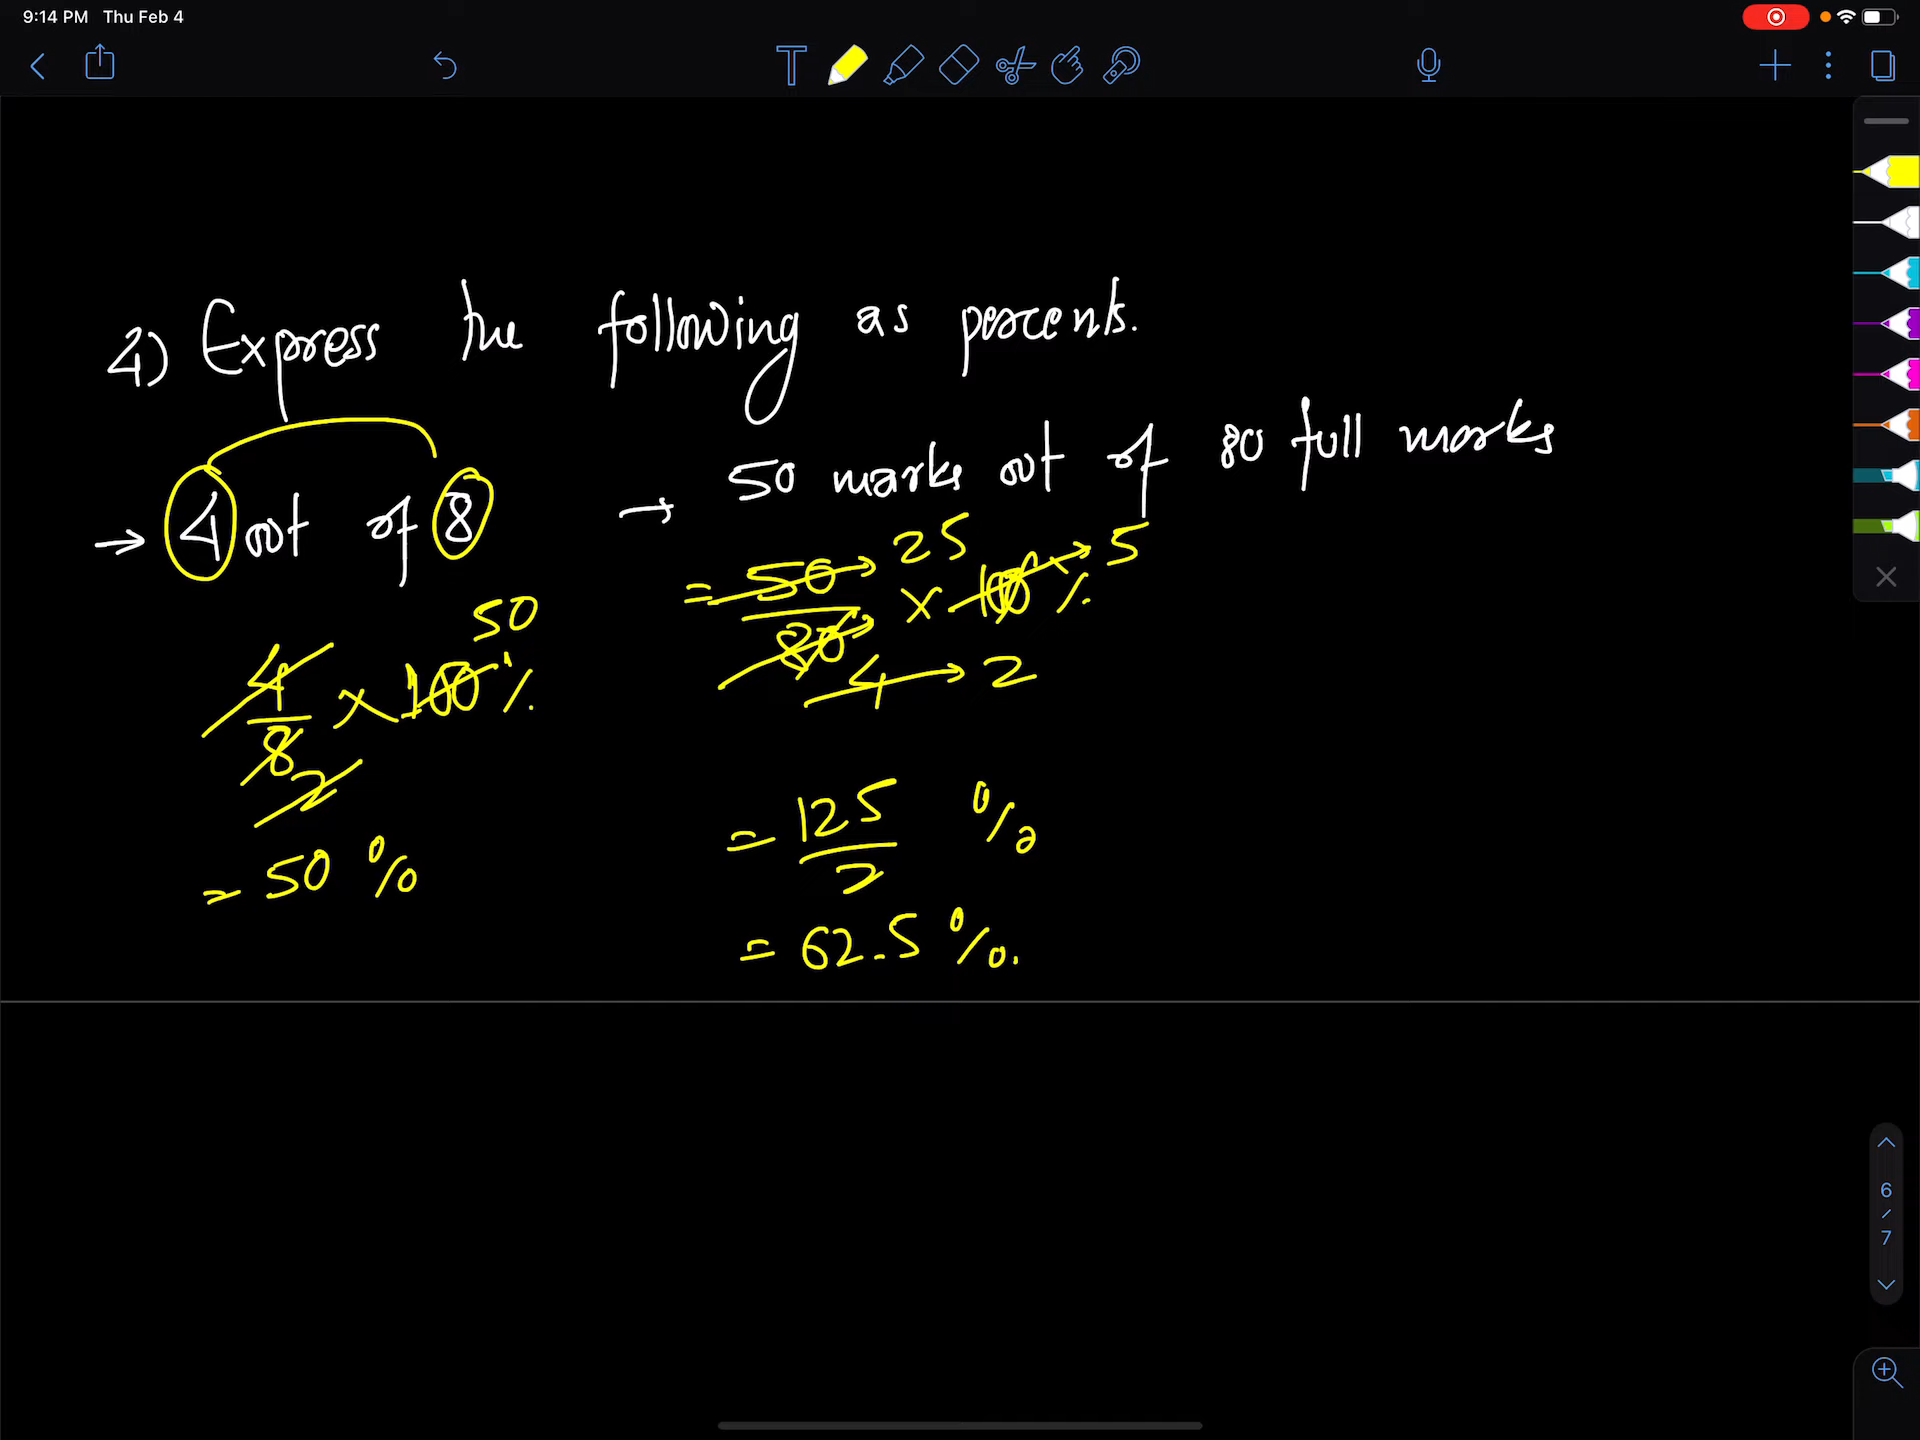 9:14 PM Thu Feb 4
4) Express the following as percents.
→ 4 out of 8
50
4/8 × 100 %
2
= 50 %
→ 50 marks out of 80 full marks
25 5
= 50/80 × 100 %
4 → 2
= 125/2 %
= 62.5 %.
6
/
7